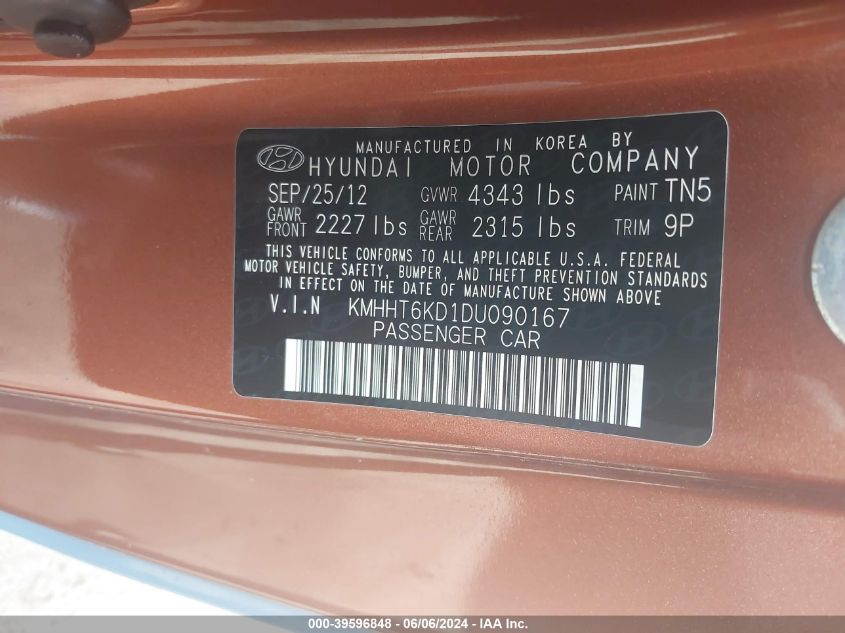 MANUFACTURED IN KOREA BY
HYUNDAI MOTOR COMPANY
SEP/25/12 GVWR 4343 lbs PAINT TN5
GAWR FRONT 2227 lbs GAWR REAR 2315 lbs TRIM 9P
THIS VEHICLE CONFORMS TO ALL APPLICABLE U.S.A. FEDERAL
MOTOR VEHICLE SAFETY, BUMPER, AND THEFT PREVENTION STANDARDS
IN EFFECT ON THE DATE OF MANUFACTURE SHOWN ABOVE
V.I.N KMHHT6KD1DU090167
PASSENGER CAR
000-39596848 - 06/06/2024 - IAA Inc.